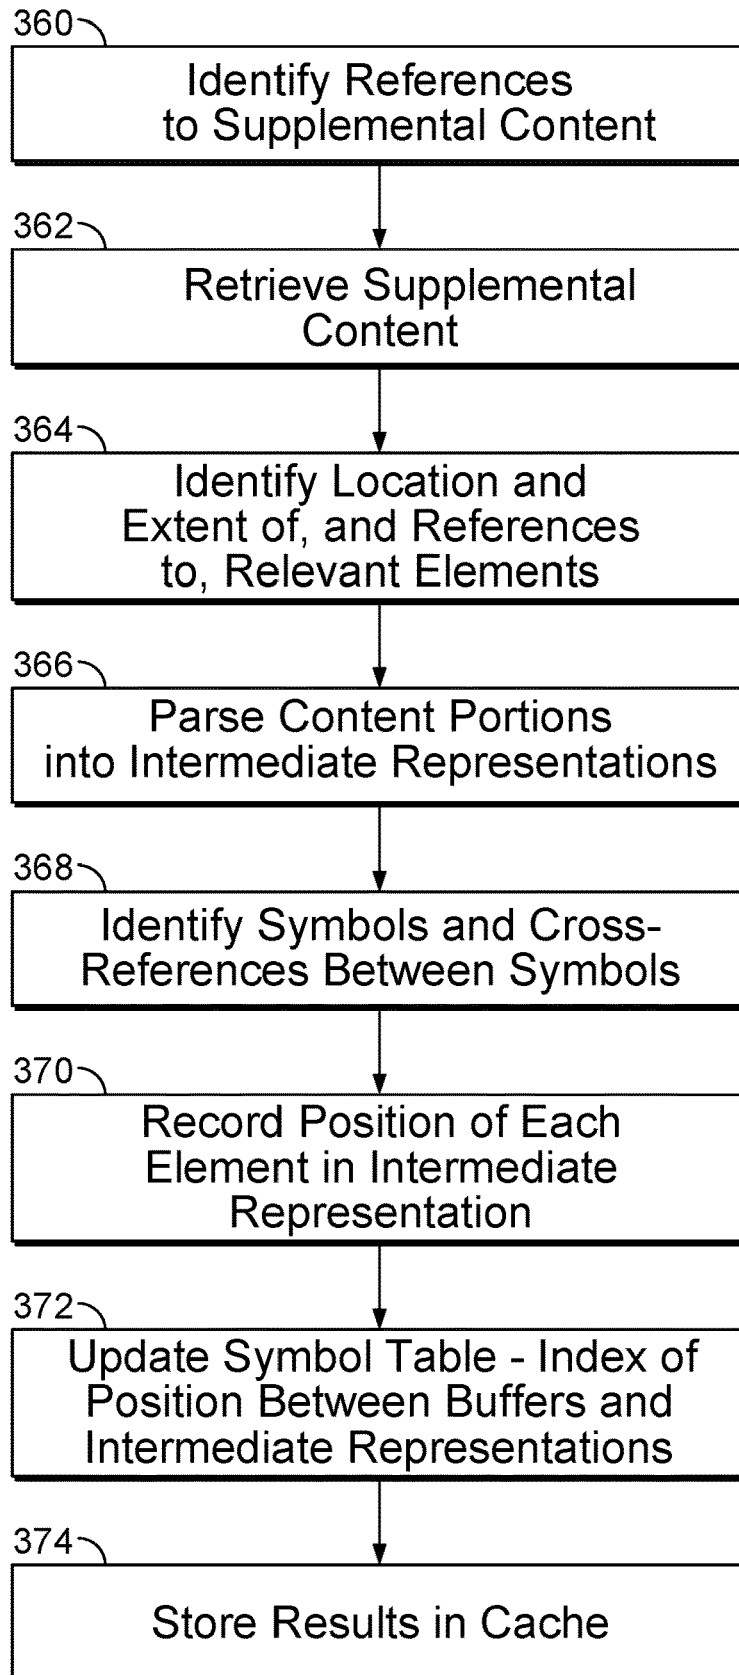 360
Identify References
to Supplemental Content
362
Retrieve Supplemental
Content
364
Identify Location and
Extent of, and References
to, Relevant Elements
366
Parse Content Portions
into Intermediate Representations
368
Identify Symbols and Cross-
References Between Symbols
370
Record Position of Each
Element in Intermediate
Representation
372
Update Symbol Table - Index of
Position Between Buffers and
Intermediate Representations
374
Store Results in Cache